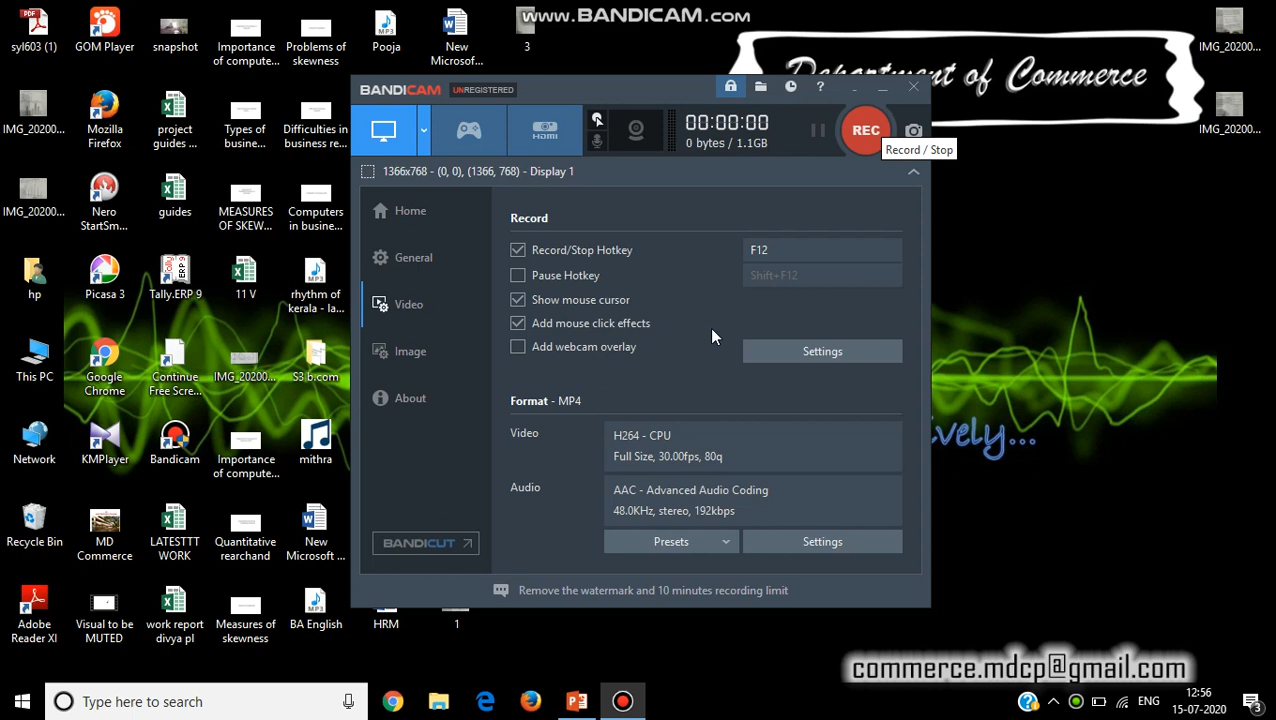 www.BANDICAM.com
syl603 (1)
GOM Player
snapshot
Importance of compute...
Problems of skewness
Pooja
New Microsof...
3
IMG_20200...
Department of Commerce
BANDICAM UNREGISTERED
HDMI
00:00:00
0 bytes / 1.1GB
REC
Record / Stop
1366x768 - (0, 0), (1366, 768) - Display 1
IMG_20200...
Mozilla Firefox
project guides ...
Types of business...
Difficulties in business re...
IMG_20200...
Home
General
Video
Image
About
BANDICUT
Record
Record/Stop Hotkey
F12
Pause Hotkey
Shift+F12
Show mouse cursor
Add mouse click effects
Add webcam overlay
Settings
Format - MP4
Video
H264 - CPU
Full Size, 30.00fps, 80q
Audio
AAC - Advanced Audio Coding
48.0KHz, stereo, 192kbps
Presets
Settings
Remove the watermark and 10 minutes recording limit
IMG_20200...
Nero StartSm...
guides
MEASURES OF SKEW...
Computers in busine...
hp
Picasa 3
Tally.ERP 9
11 V
rhythm of kerala - la...
This PC
Google Chrome
Continue Free Scre...
IMG_20200...
S3 b.com
Network
KMPlayer
Bandicam
Importance of compute...
mithra
Recycle Bin
MD Commerce
LATESTTT WORK
Quantitative rearchand
New Microsoft ...
Adobe Reader XI
Visual to be MUTED
work report divya pl
Measures of skewness
BA English
HRM
1
commerce.mdcp@gmail.com
Type here to search
ENG
12:56
15-07-2020
3